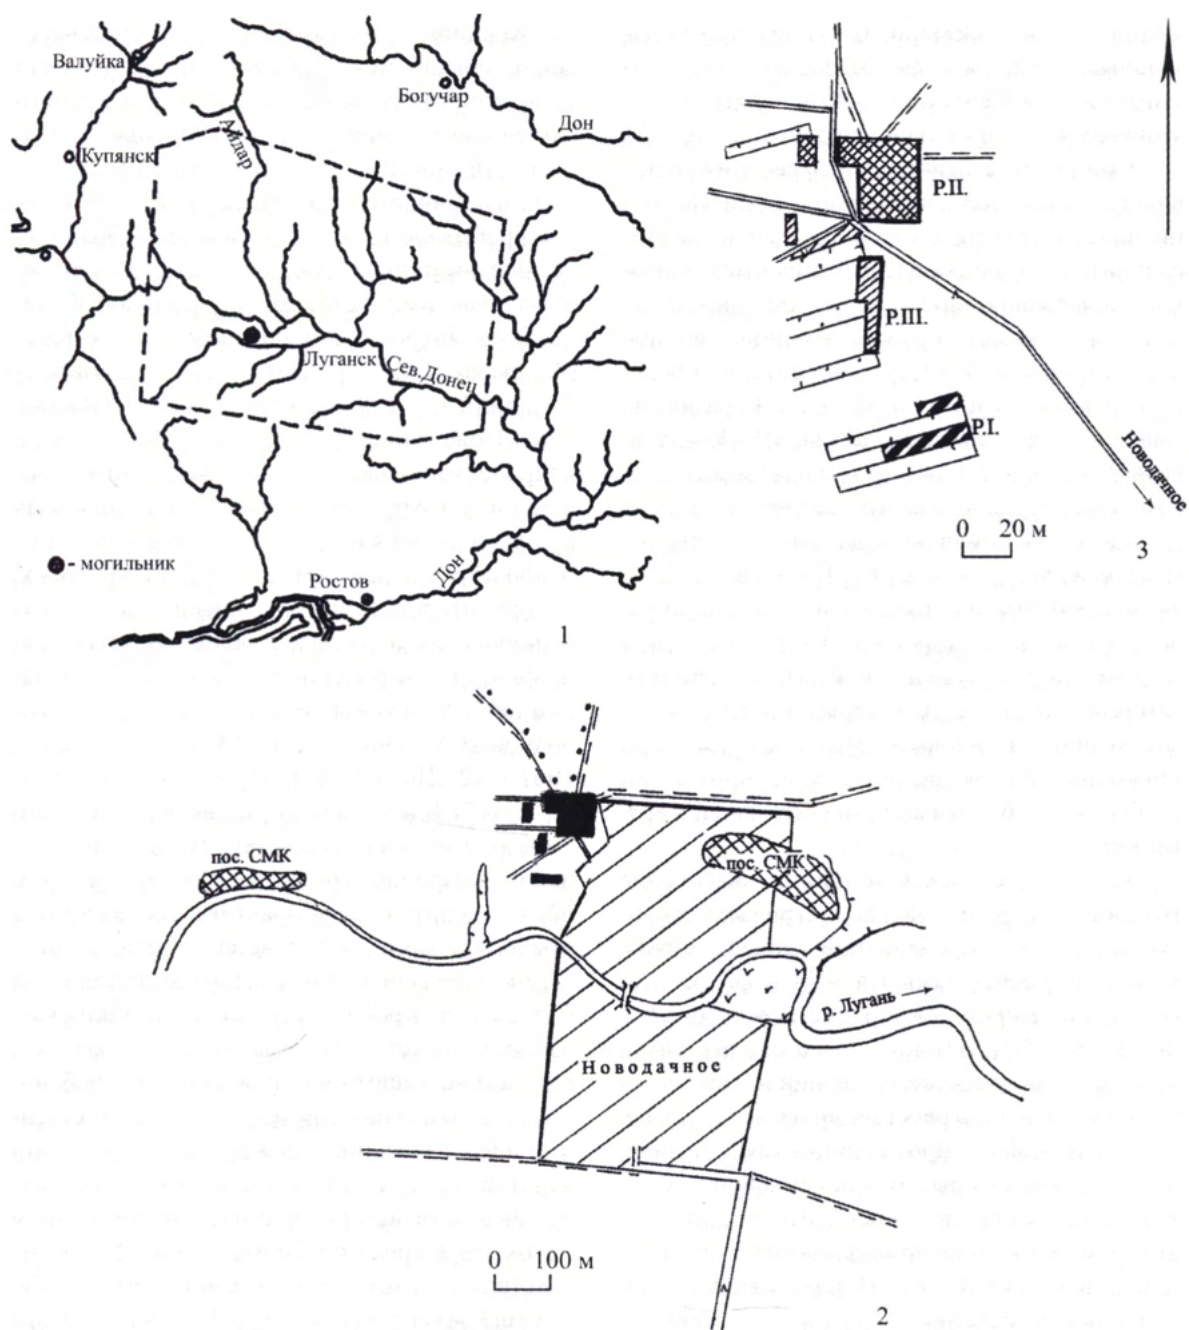 Валуйка
Богучар
Дон
Айдар
Купянск
Луганск
Сев. Донец
- могильник
Ростов
Дон
1
Р.II.
Р.III.
Р.I.
Новодачное
0 20 м
3
пос. СМК
пос. СМК
р. Лугань
Новодачное
0 100 м
2